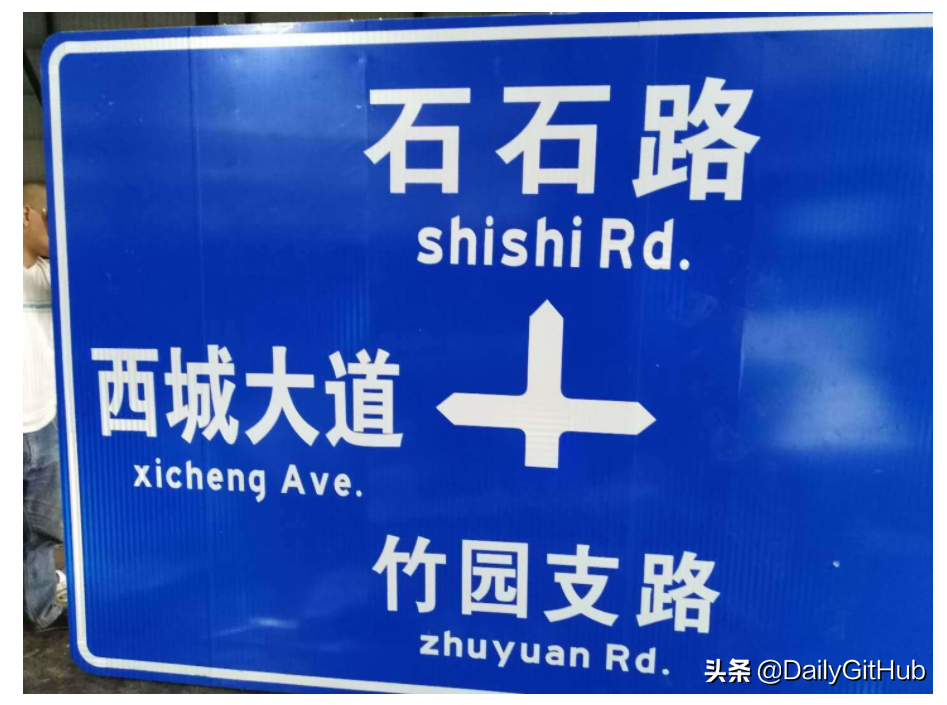 石石路
shishi Rd.
西城大道
xicheng Ave.
竹园支路
zhuyuan Rd.
头条 @DailyGitHub